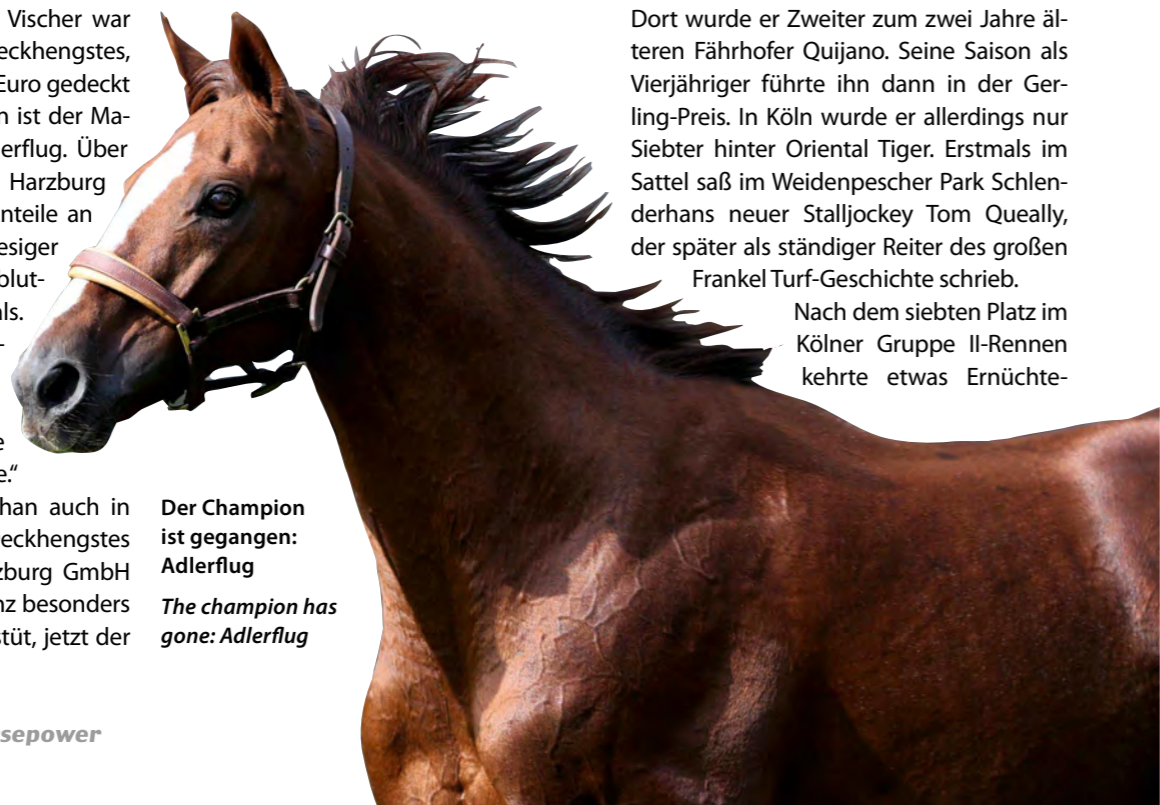 Vischer war
eckhengstes,
Euro gedeckt
n ist der Ma-
erflug. Über
Harzburg
nteile an
esiger
blut-
als.
-
e
e.“
han auch in
eckhengstes
zburg GmbH
nz besonders
stüt, jetzt der
sepower
Der Champion
ist gegangen:
Adlerflug
The champion has
gone: Adlerflug
Dort wurde er Zweiter zum zwei Jahre äl-
teren Fährhofer Quijano. Seine Saison als
Vierjähriger führte ihn dann in der Ger-
ling-Preis. In Köln wurde er allerdings nur
Siebter hinter Oriental Tiger. Erstmals im
Sattel saß im Weidenpescher Park Schlen-
derhans neuer Stalljockey Tom Queally,
der später als ständiger Reiter des großen
Frankel Turf-Geschichte schrieb.
Nach dem siebten Platz im
Kölner Gruppe II-Rennen
kehrte etwas Ernüchte-